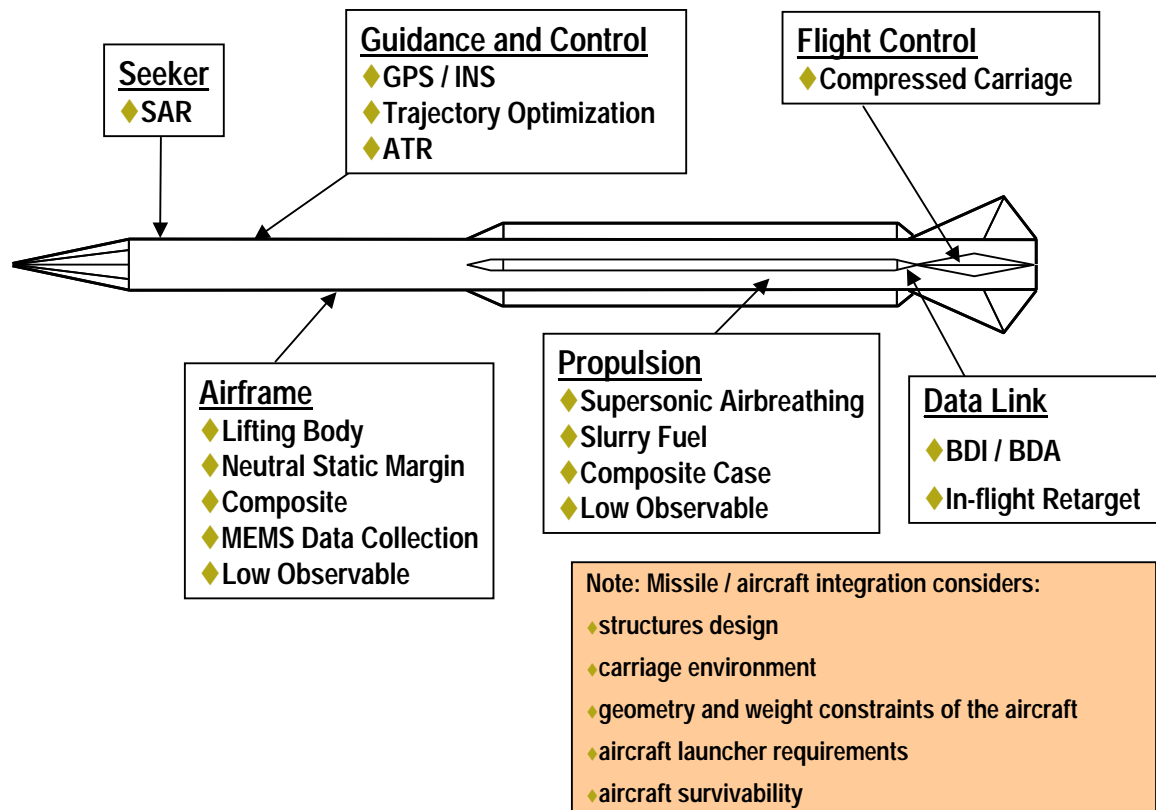 Seeker
♦SAR
Guidance and Control
♦GPS / INS
♦Trajectory Optimization
♦ATR
Flight Control
♦Compressed Carriage
Airframe
♦Lifting Body
♦Neutral Static Margin
♦Composite
♦MEMS Data Collection
♦Low Observable
Propulsion
♦Supersonic Airbreathing
♦Slurry Fuel
♦Composite Case
♦Low Observable
Data Link
♦BDI / BDA
♦In-flight Retarget
Note: Missile / aircraft integration considers:
♦structures design
♦carriage environment
♦geometry and weight constraints of the aircraft
♦aircraft launcher requirements
♦aircraft survivability